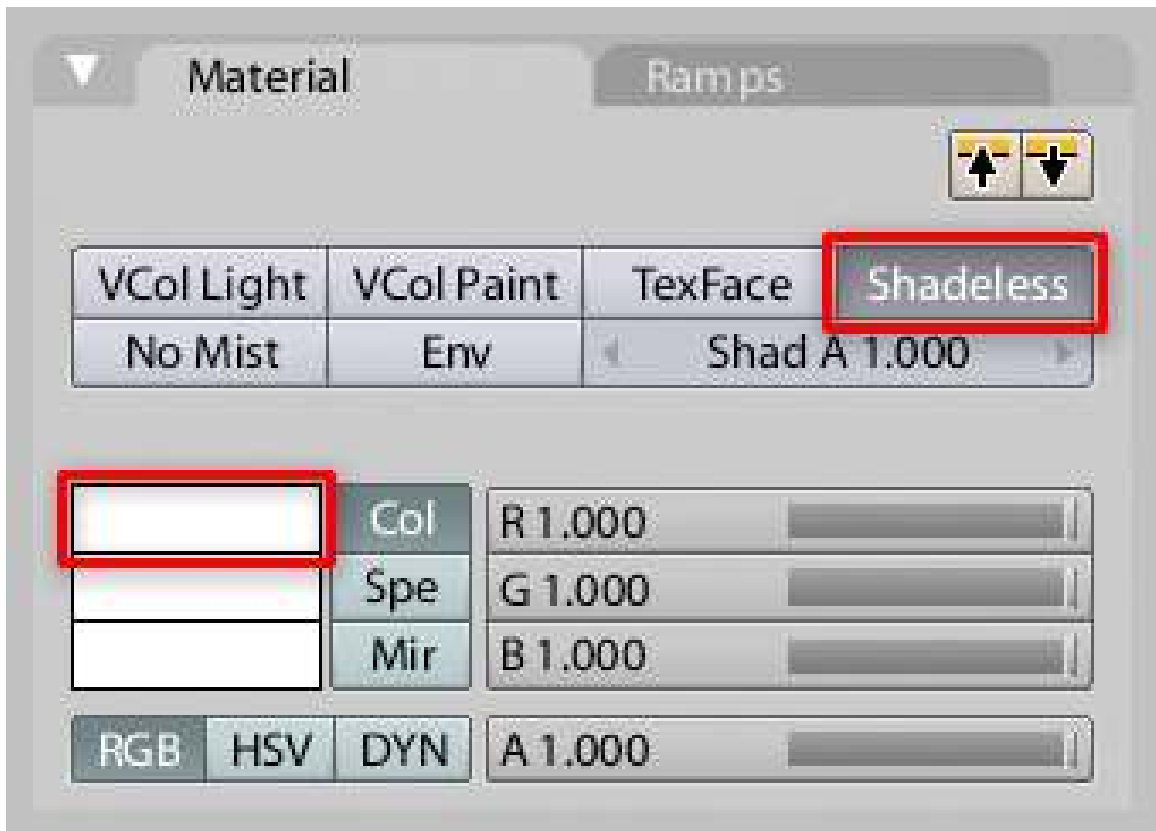 Material Ramps
VCol Light VCol Paint TexFace Shadeless
No Mist Env Shad A 1.000
Col R 1.000
Spe G 1.000
Mir B 1.000
RGB HSV DYN A 1.000